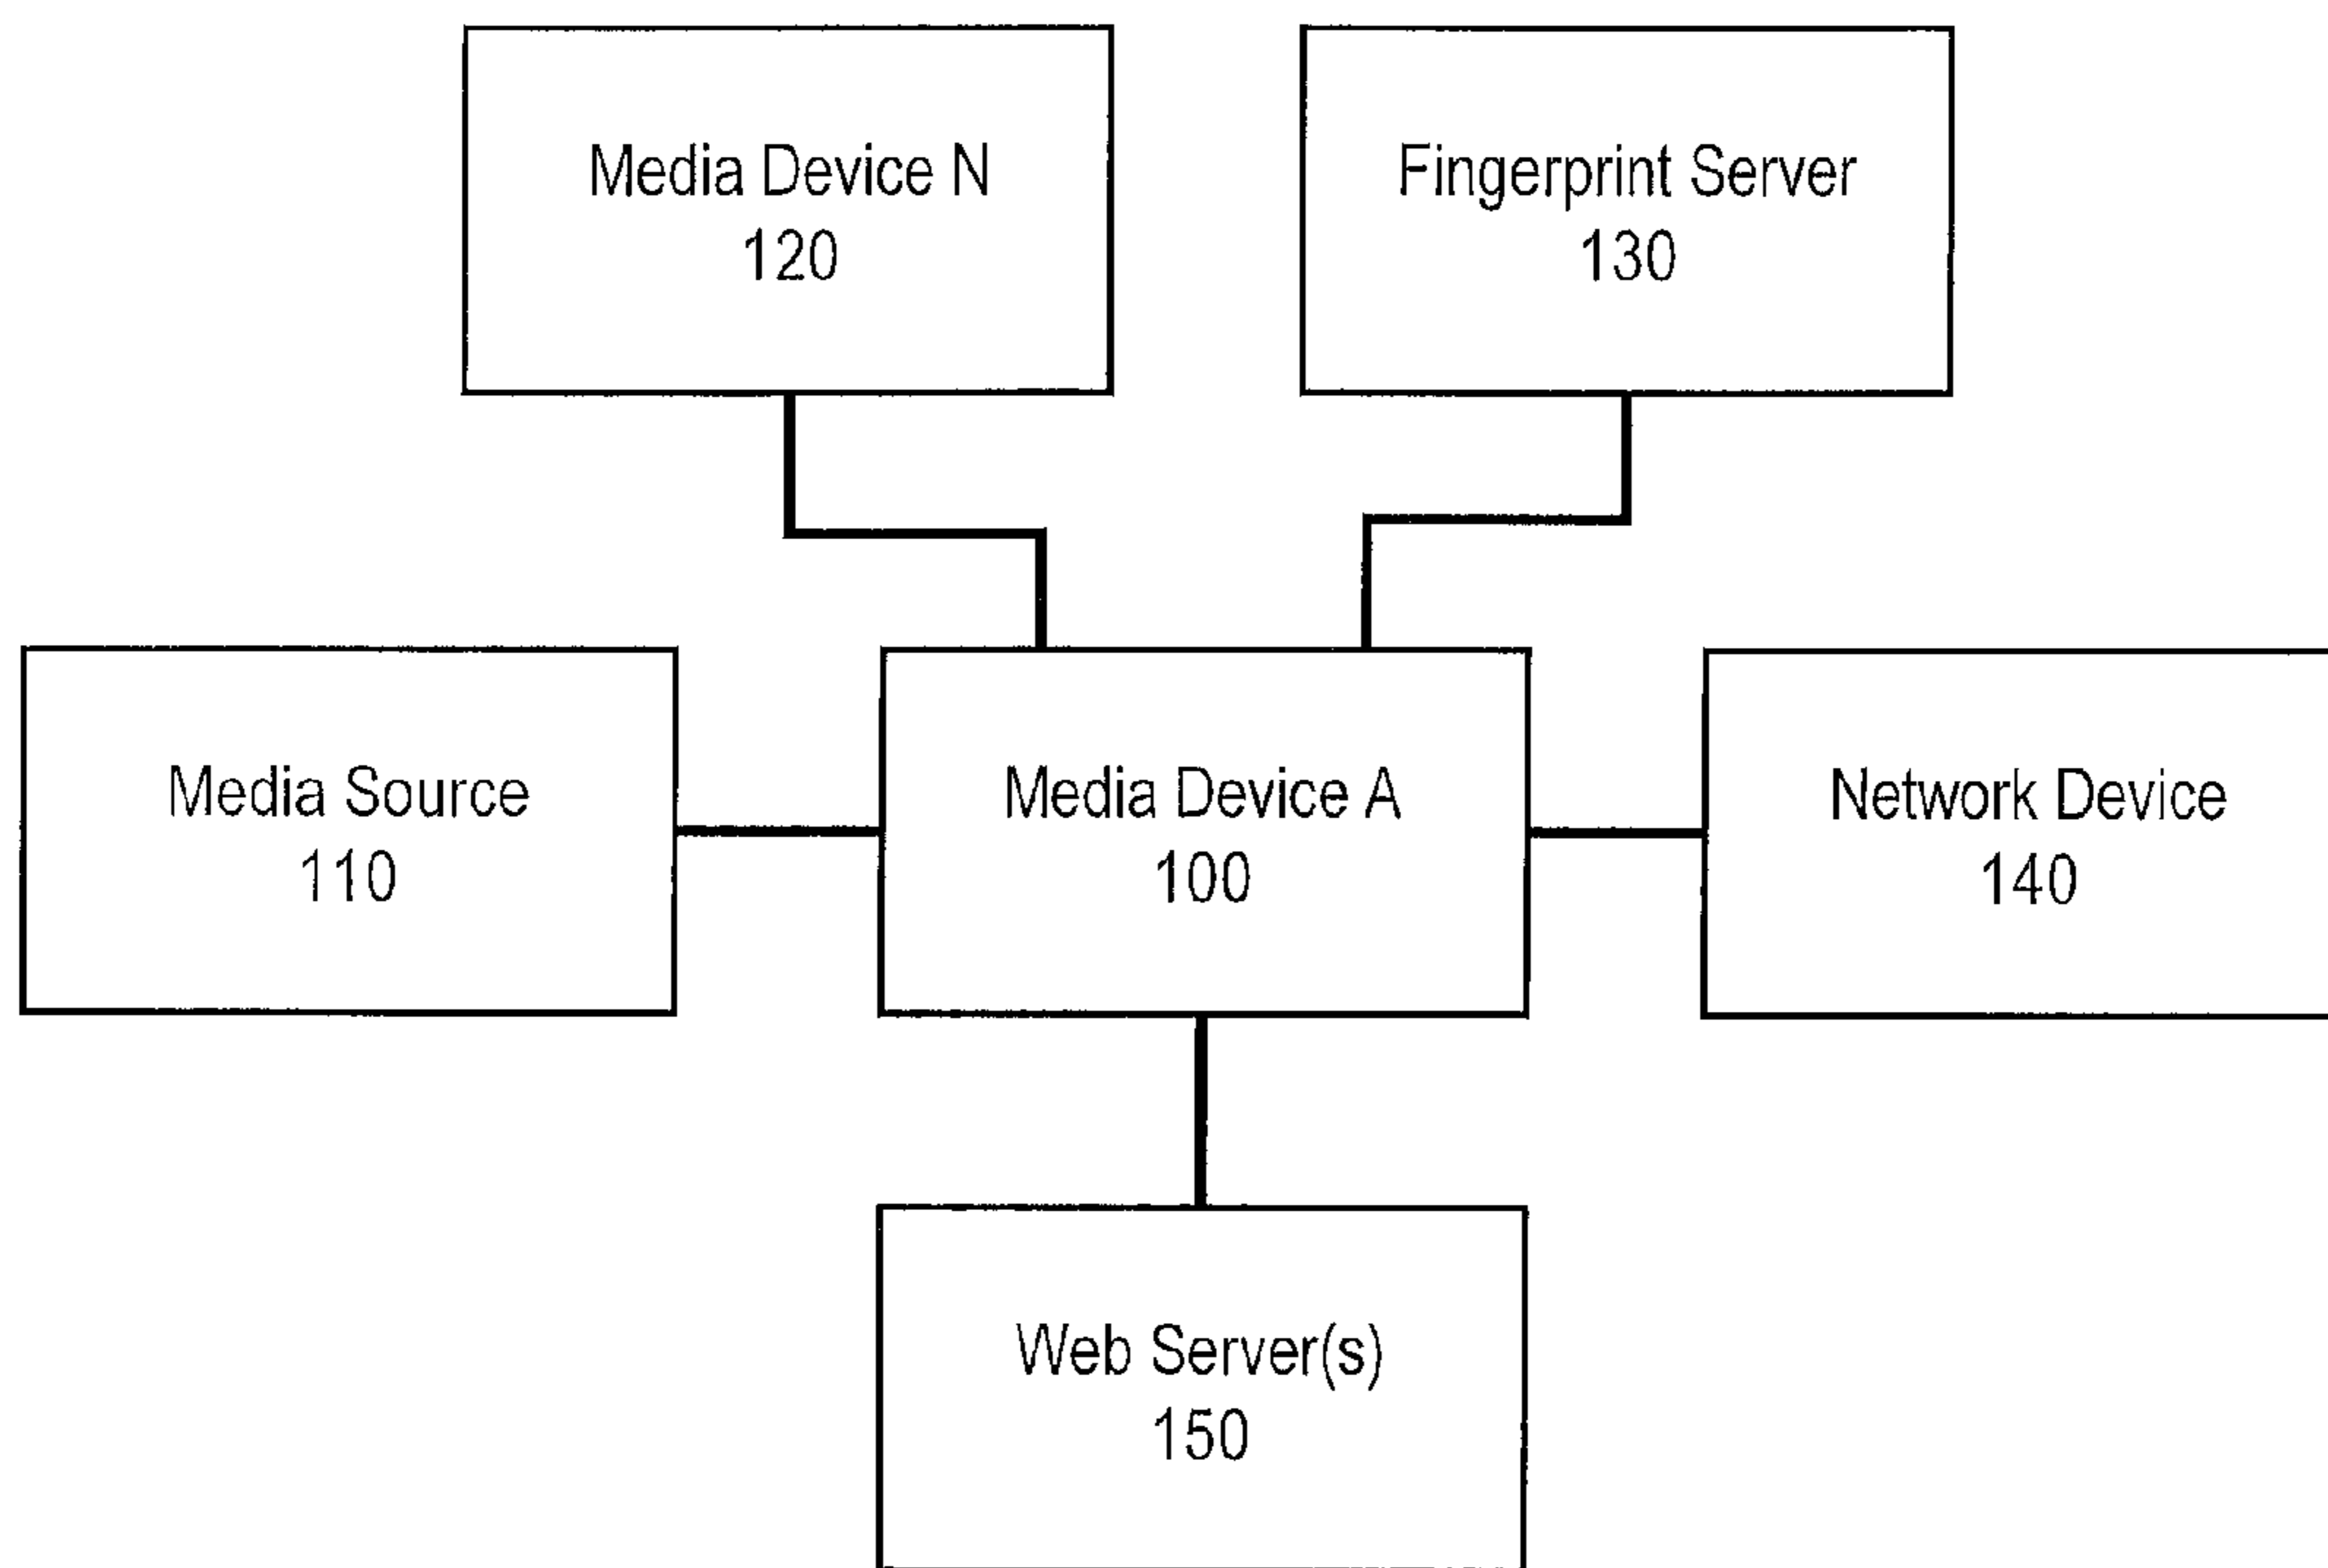 Media Device N
120
Fingerprint Server
130
Media Source
110
Media Device A
100
Network Device
140
Web Server(s)
150